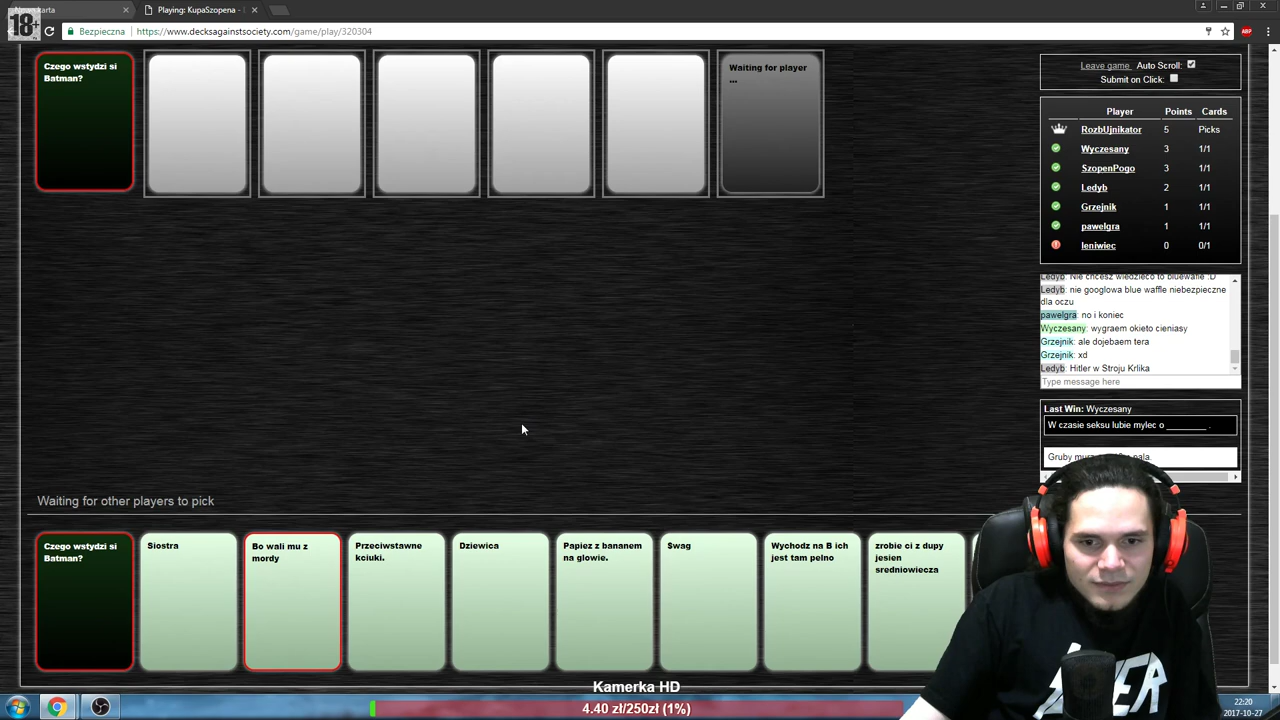 Nowa karta
Playing: KupaSzopena -
18+
Bezpieczna
https://www.decksagainstsociety.com/game/play/320304
ABP
Czego wstydzi si
Batman?
Waiting for player
...
Leave game
Auto Scroll:
Submit on Click:
Player Points Cards
RozbUjnikator 5 Picks
Wyczesany 3 1/1
SzopenPogo 3 1/1
Ledyb 2 1/1
Grzejnik 1 1/1
pawelgra 1 1/1
leniwiec 0 0/1
Ledyb: Nie chcesz wiedzieco to bluewafle :D
Ledyb: nie googlowa blue waffle niebezpieczne
dla oczu
pawelgra: no i koniec
Wyczesany: wygraem okieto cieniasy
Grzejnik: ale dojebaem tera
Grzejnik: xd
Ledyb: Hitler w Stroju Krlika
Type message here
Last Win: Wyczesany
W czasie seksu lubie mylec o ________ .
Gruby
pala.
Waiting for other players to pick
Czego wstydzi si
Batman?
Siostra
Bo wali mu z
mordy
Przeciwstawne
kciuki.
Dziewica
Papiez z bananem
na glowie.
Swag
Wychodz na B ich
jest tam pelno
zrobie ci z dupy
jesien
sredniowiecza
Kamerka HD
4.40 zł/250zł (1%)
22:20
2017-10-27